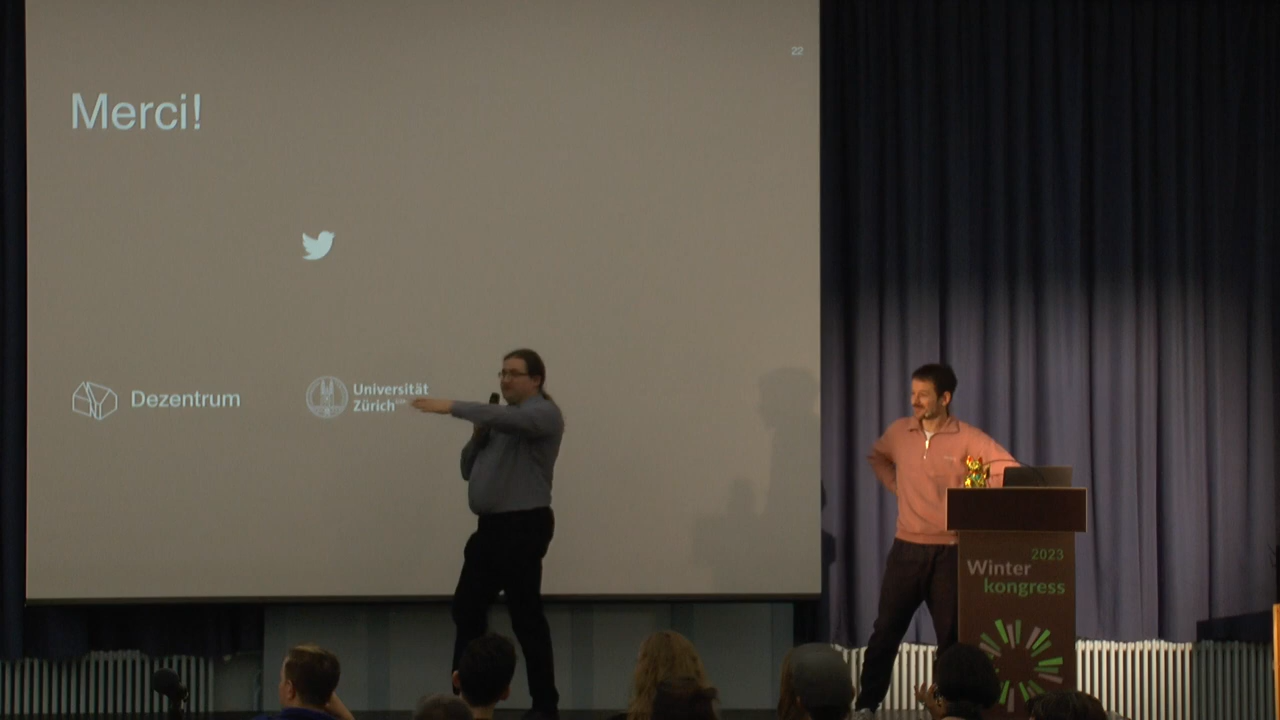 22
Merci!
Dezentrum
Universität
Zürich
2023
Winter
kongress